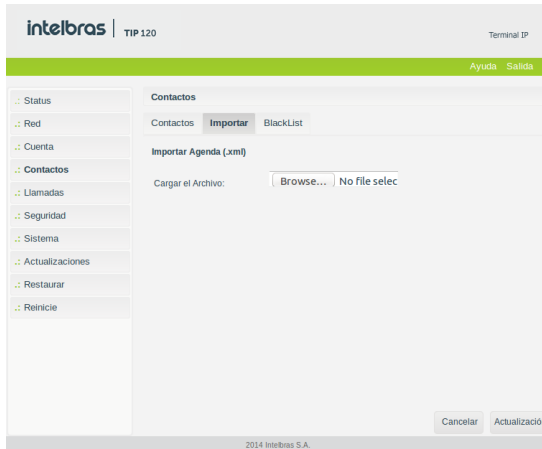 intelbras TIP 120
Terminal IP
Ayuda Salida
.: Status
.: Red
.: Cuenta
.: Contactos
.: Llamadas
.: Seguridad
.: Sistema
.: Actualizaciones
.: Restaurar
.: Reinicie
Contactos
Contactos Importar BlackList
Importar Agenda (.xml)
Cargar el Archivo: Browse... No file selec
Cancelar Actualizació
2014 Intelbras S.A.